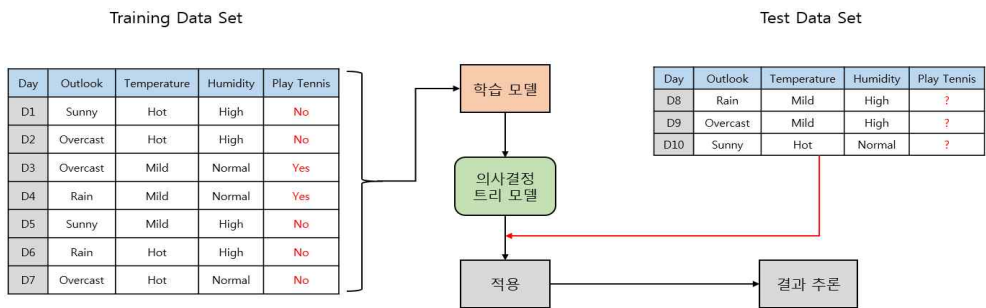 Training Data Set
Test Data Set
Day Outlook Temperature Humidity Play Tennis
D1 Sunny Hot High No
D2 Overcast Hot High No
D3 Overcast Mild Normal Yes
D4 Rain Mild Normal Yes
D5 Sunny Mild High No
D6 Rain Hot High No
D7 Overcast Hot Normal No
학습 모델
의사결정
트리 모델
적용
결과 추론
Day Outlook Temperature Humidity Play Tennis
D8 Rain Mild High ?
D9 Overcast Mild High ?
D10 Sunny Hot Normal ?